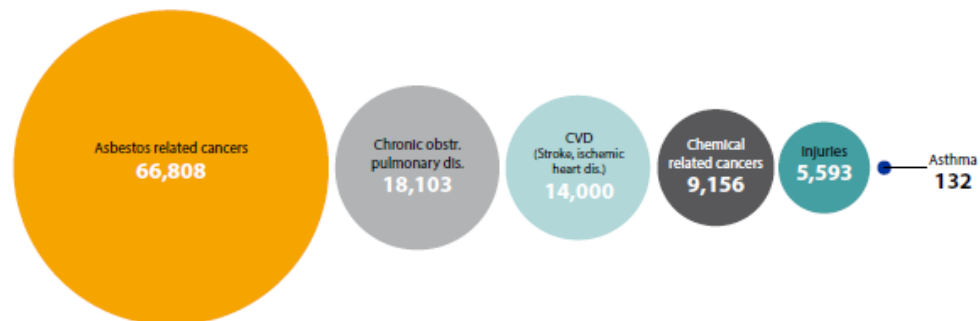 Asbestos related cancers
66,808
Chronic obstr.
pulmonary dis.
18,103
CVD
(Stroke, ischemic
heart dis.)
14,000
Chemical
related cancers
9,156
Injuries
5,593
Asthma
132